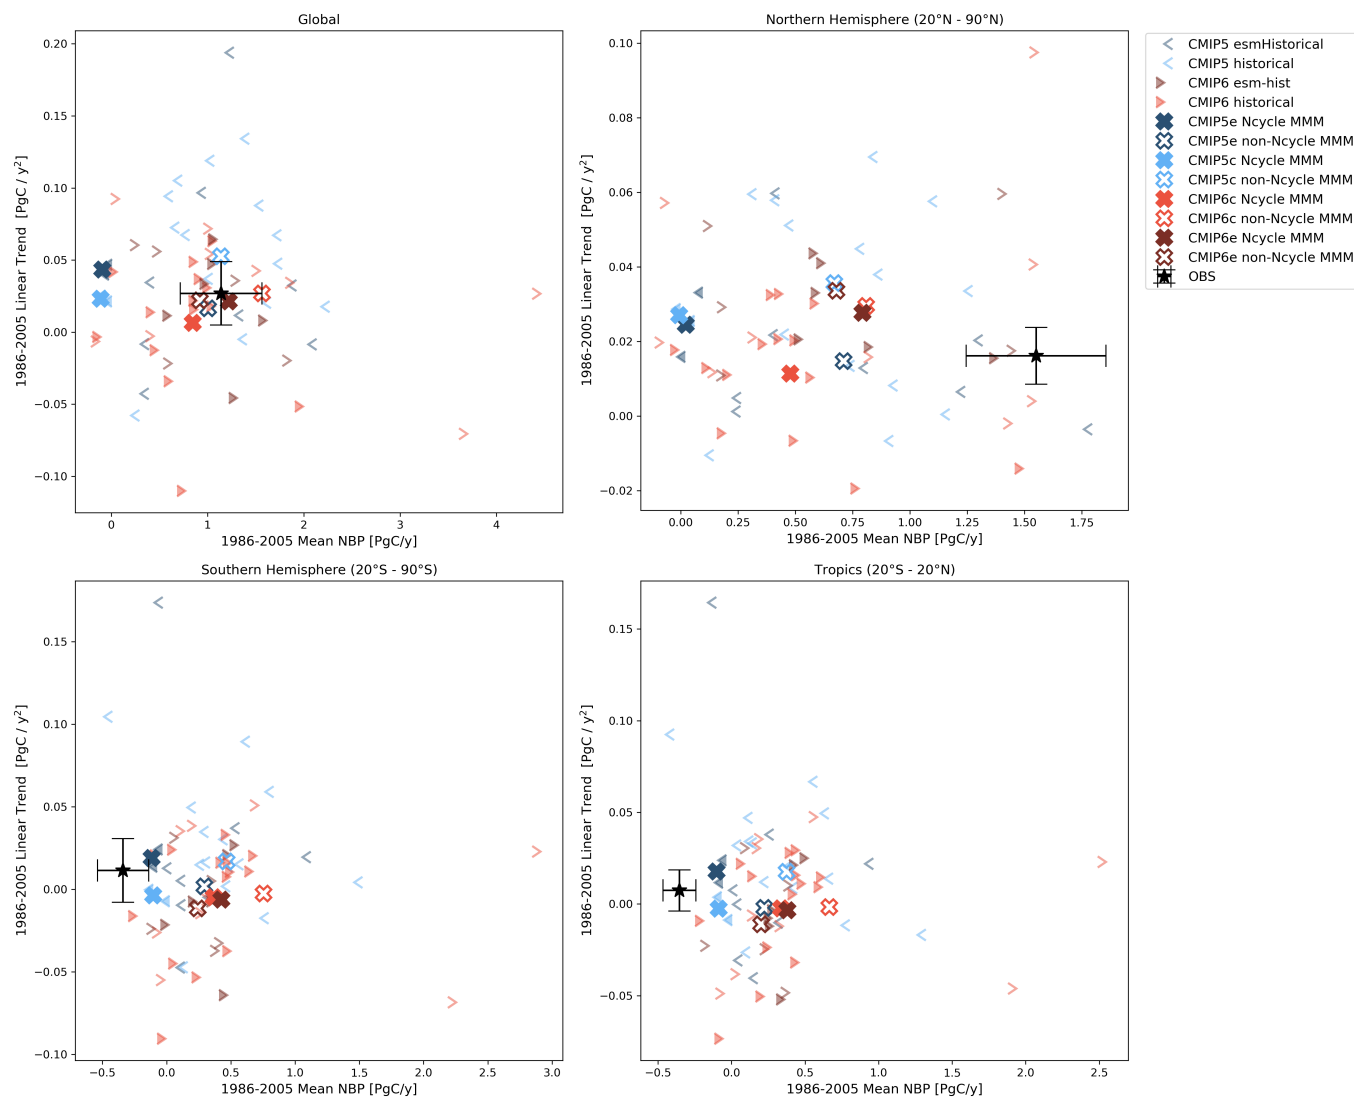 Global
0.20
0.15
0.10
0.05
0.00
−0.05
−0.10
1986-2005 Linear Trend [PgC / y²]
0
1
2
3
4
1986-2005 Mean NBP [PgC/y]
Northern Hemisphere (20°N - 90°N)
0.10
0.08
0.06
0.04
0.02
0.00
−0.02
1986-2005 Linear Trend [PgC / y²]
0.00
0.25
0.50
0.75
1.00
1.25
1.50
1.75
1986-2005 Mean NBP [PgC/y]
CMIP5 esmHistorical
CMIP5 historical
CMIP6 esm-hist
CMIP6 historical
CMIP5e Ncycle MMM
CMIP5e non-Ncycle MMM
CMIP5c Ncycle MMM
CMIP5c non-Ncycle MMM
CMIP6c Ncycle MMM
CMIP6c non-Ncycle MMM
CMIP6e Ncycle MMM
CMIP6e non-Ncycle MMM
OBS
Southern Hemisphere (20°S - 90°S)
0.15
0.10
0.05
0.00
−0.05
−0.10
1986-2005 Linear Trend [PgC / y²]
−0.5
0.0
0.5
1.0
1.5
2.0
2.5
3.0
1986-2005 Mean NBP [PgC/y]
Tropics (20°S - 20°N)
0.15
0.10
0.05
0.00
−0.05
1986-2005 Linear Trend [PgC / y²]
−0.5
0.0
0.5
1.0
1.5
2.0
2.5
1986-2005 Mean NBP [PgC/y]